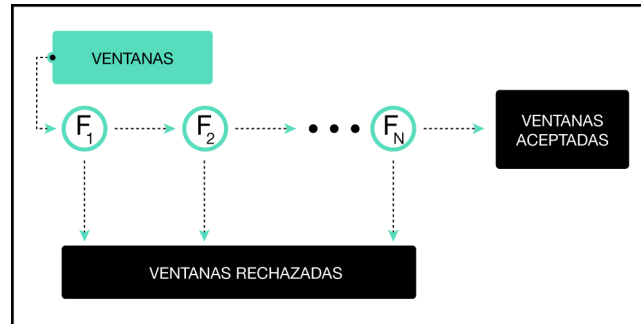 VENTANAS
F1
F2
FN
VENTANAS
ACEPTADAS
VENTANAS RECHAZADAS